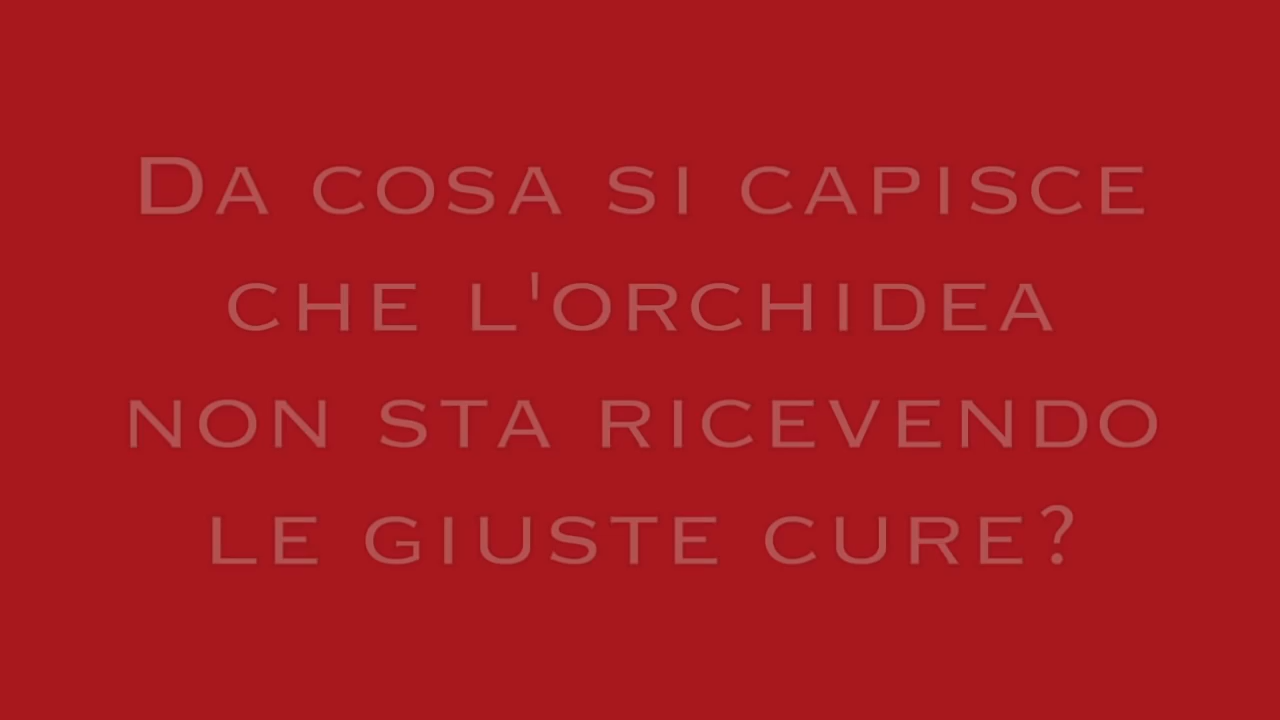 Da cosa si capisce
che l'orchidea
non sta ricevendo
le giuste cure?